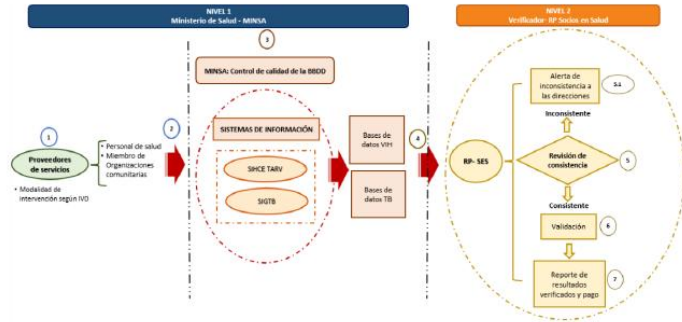 NIVEL 1
Ministerio de Salud - MINSA
NIVEL 2
Verificador- RP Socios en Salud
3
MINSA: Control de calidad de la BBDD
1
Proveedores
de servicios
• Modalidad de
intervención según IVD
2
• Personal de salud
• Miembro de
Organizaciones
comunitarias
SISTEMAS DE INFORMACIÓN
SIHCE TARV
SIGTB
Bases de
datos VIH
Bases de
datos TB
4
RP- SES
Alerta de
inconsistencia a
las direcciones
5.1
Inconsistente
Revisión de
consistencia
5
Consistente
Validación
6
Reporte de
resultados
verificados y pago
7